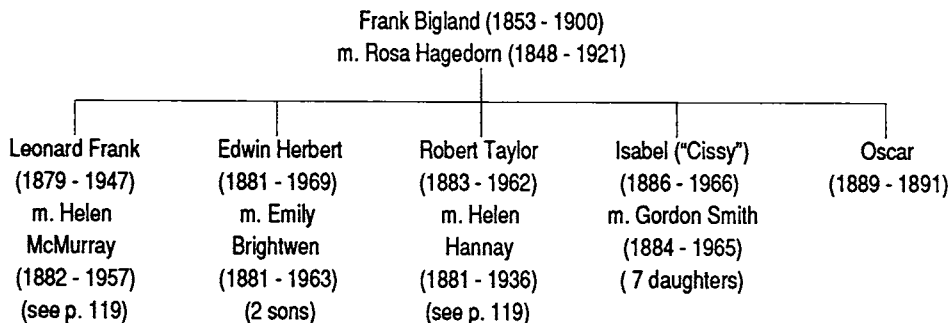 Frank Bigland (1853 - 1900)
m. Rosa Hagedorn (1848 - 1921)
Leonard Frank
(1879 - 1947)
m. Helen
McMurray
(1882 - 1957)
(see p. 119)
Edwin Herbert
(1881 - 1969)
m. Emily
Brightwen
(1881 - 1963)
(2 sons)
Robert Taylor
(1883 - 1962)
m. Helen
Hannay
(1881 - 1936)
(see p. 119)
Isabel ("Cissy")
(1886 - 1966)
m. Gordon Smith
(1884 - 1965)
( 7 daughters)
Oscar
(1889 - 1891)